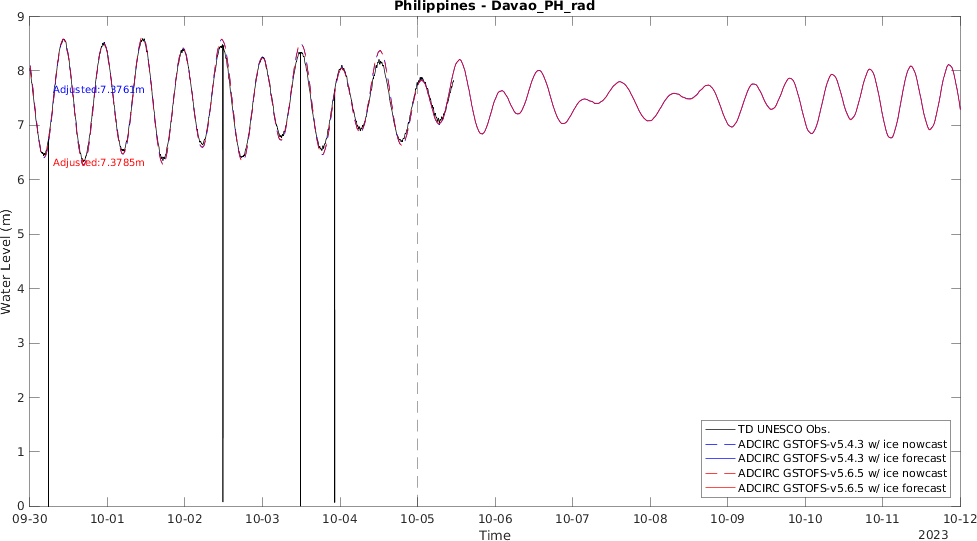 Philippines - Davao_PH_rad
9
8
7
6
5
4
3
2
1
0
Water Level (m)
Adjusted:7.3761m
Adjusted:7.3785m
TD UNESCO Obs.
ADCIRC GSTOFS-v5.4.3 w/ ice nowcast
ADCIRC GSTOFS-v5.4.3 w/ ice forecast
ADCIRC GSTOFS-v5.6.5 w/ ice nowcast
ADCIRC GSTOFS-v5.6.5 w/ ice forecast
09-30 10-01 10-02 10-03 10-04 10-05 10-06 10-07 10-08 10-09 10-10 10-11 10-12
Time
2023